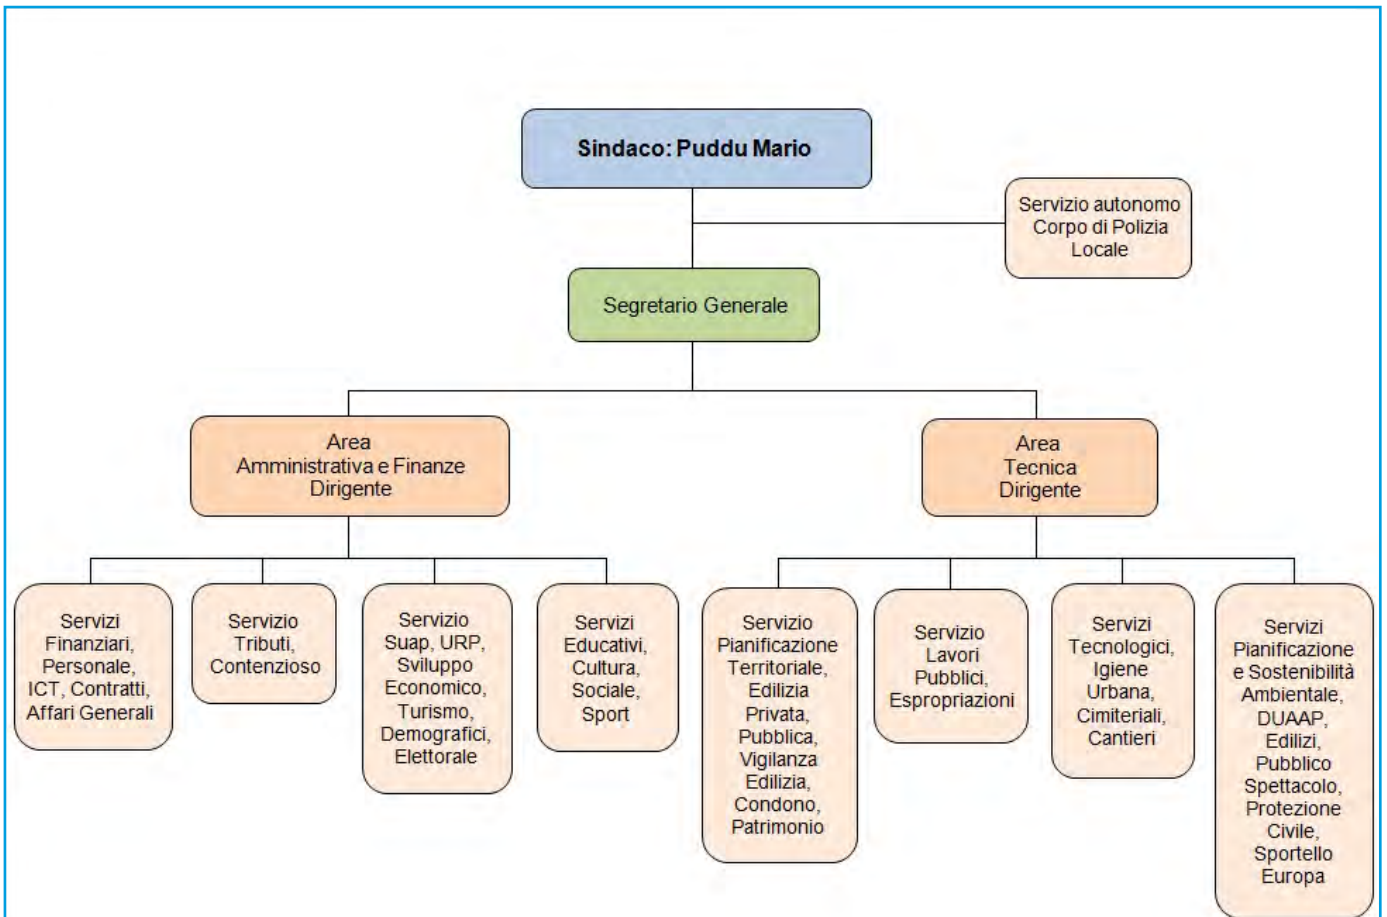 Sindaco: Puddu Mario
Servizio autonomo
Corpo di Polizia
Locale
Segretario Generale
Area
Amministrativa e Finanze
Dirigente
Area
Tecnica
Dirigente
Servizi
Finanziari,
Personale,
ICT, Contratti,
Affari Generali
Servizio
Tributi,
Contenzioso
Servizio
Suap, URP,
Sviluppo
Economico,
Turismo,
Demografici,
Elettorale
Servizi
Educativi,
Cultura,
Sociale,
Sport
Servizio
Pianificazione
Territoriale,
Edilizia
Privata,
Pubblica,
Vigilanza
Edilizia,
Condono,
Patrimonio
Servizio
Lavori
Pubblici,
Espropriazioni
Servizi
Tecnologici,
Igiene
Urbana,
Cimiteriali,
Cantieri
Servizi
Pianificazione
e Sostenibilità
Ambientale,
DUAAP,
Edilizi,
Pubblico
Spettacolo,
Protezione
Civile,
Sportello
Europa